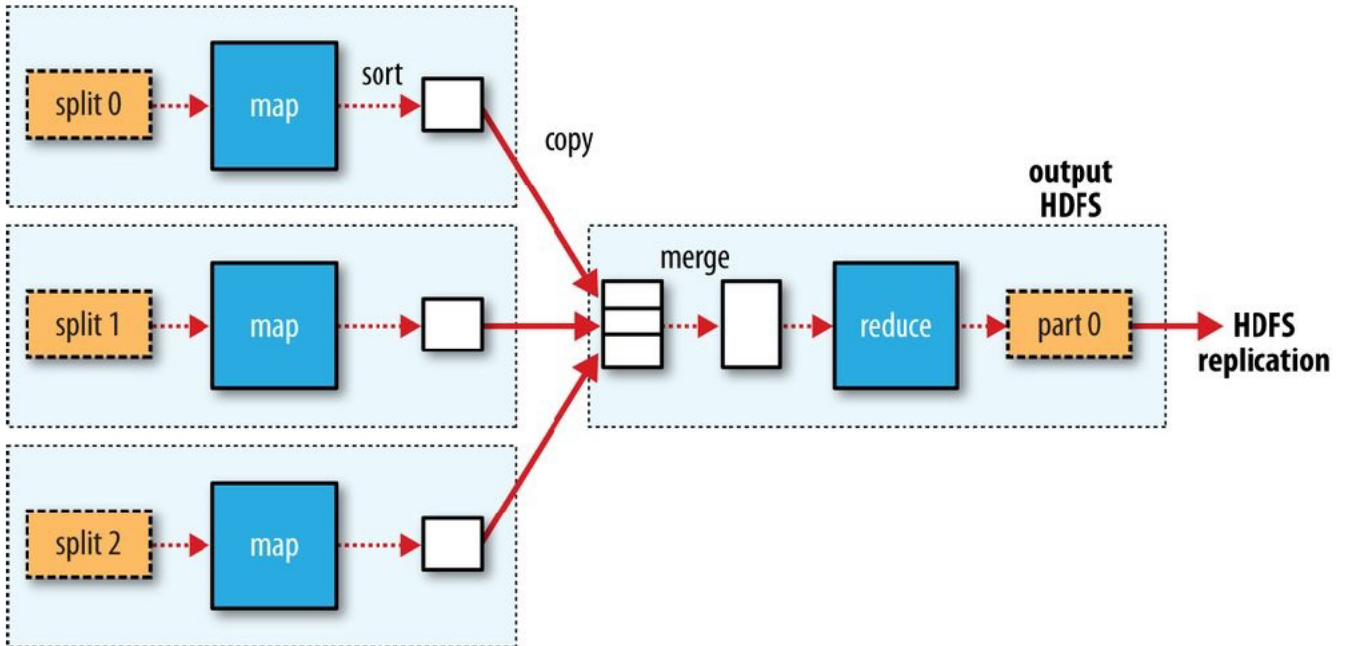 split 0
map
sort
copy
split 1
map
split 2
map
merge
reduce
output
HDFS
part 0
HDFS
replication